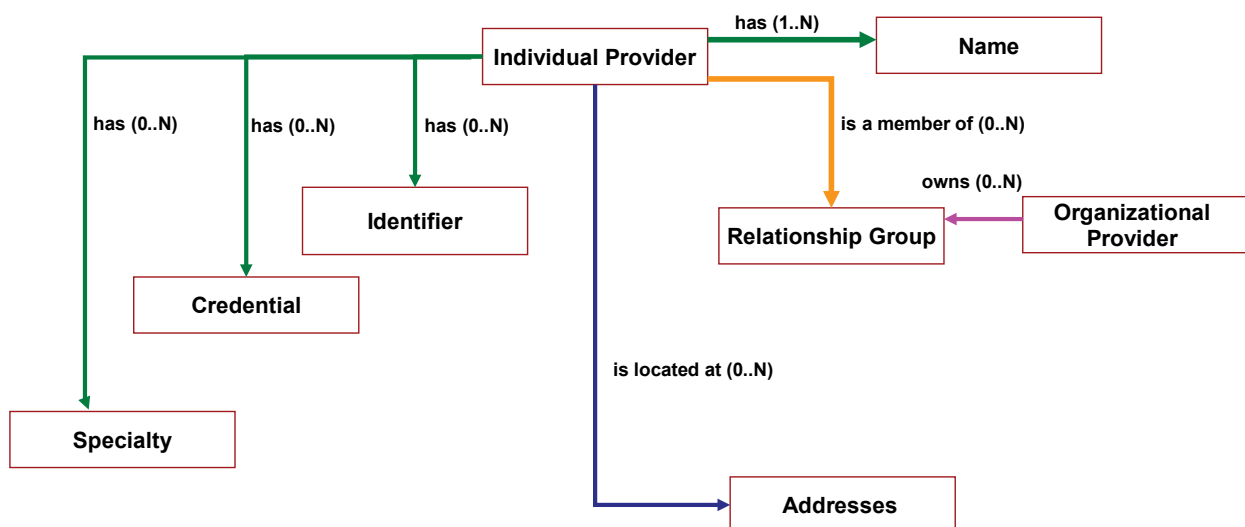 has (1..N)
Individual Provider
Name
has (0..N)
has (0..N)
has (0..N)
is a member of (0..N)
owns (0..N)
Identifier
Relationship Group
Organizational
Provider
Credential
is located at (0..N)
Specialty
Addresses